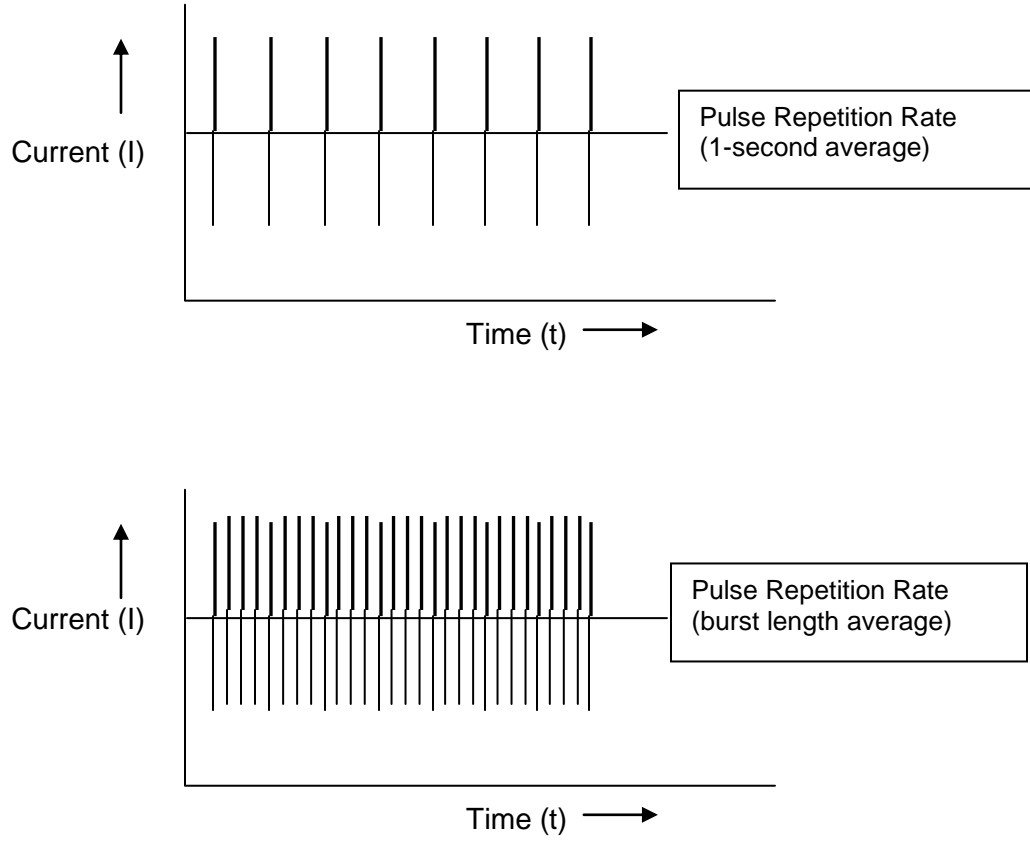 Current (I)
Pulse Repetition Rate
(1-second average)
Time (t)
Current (I)
Pulse Repetition Rate
(burst length average)
Time (t)